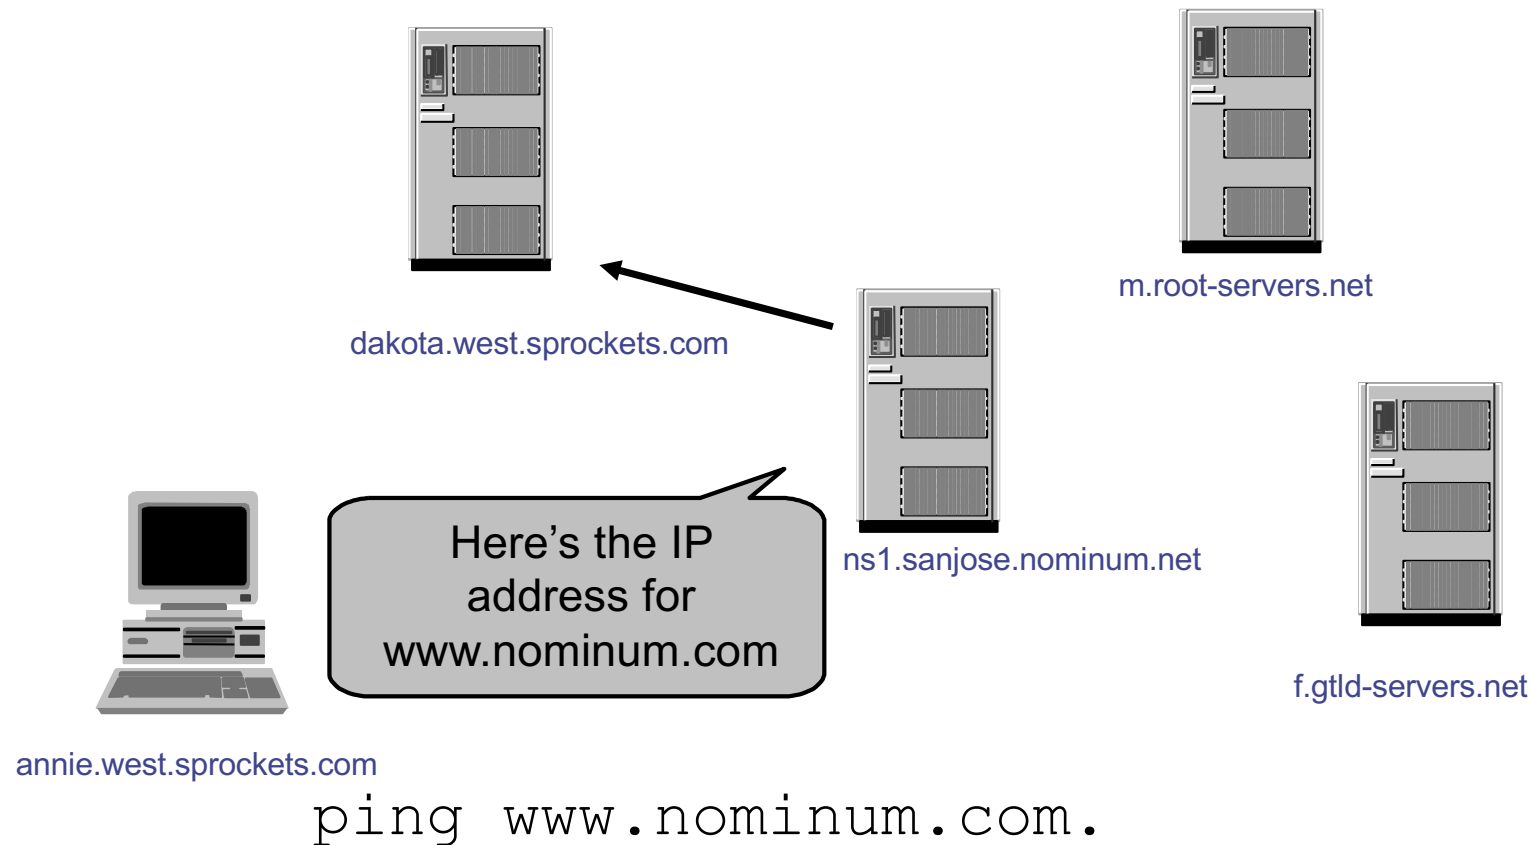 m.root-servers.net
dakota.west.sprockets.com
Here’s the IP
address for
www.nominum.com
ns1.sanjose.nominum.net
f.gtld-servers.net
annie.west.sprockets.com
ping www.nominum.com.